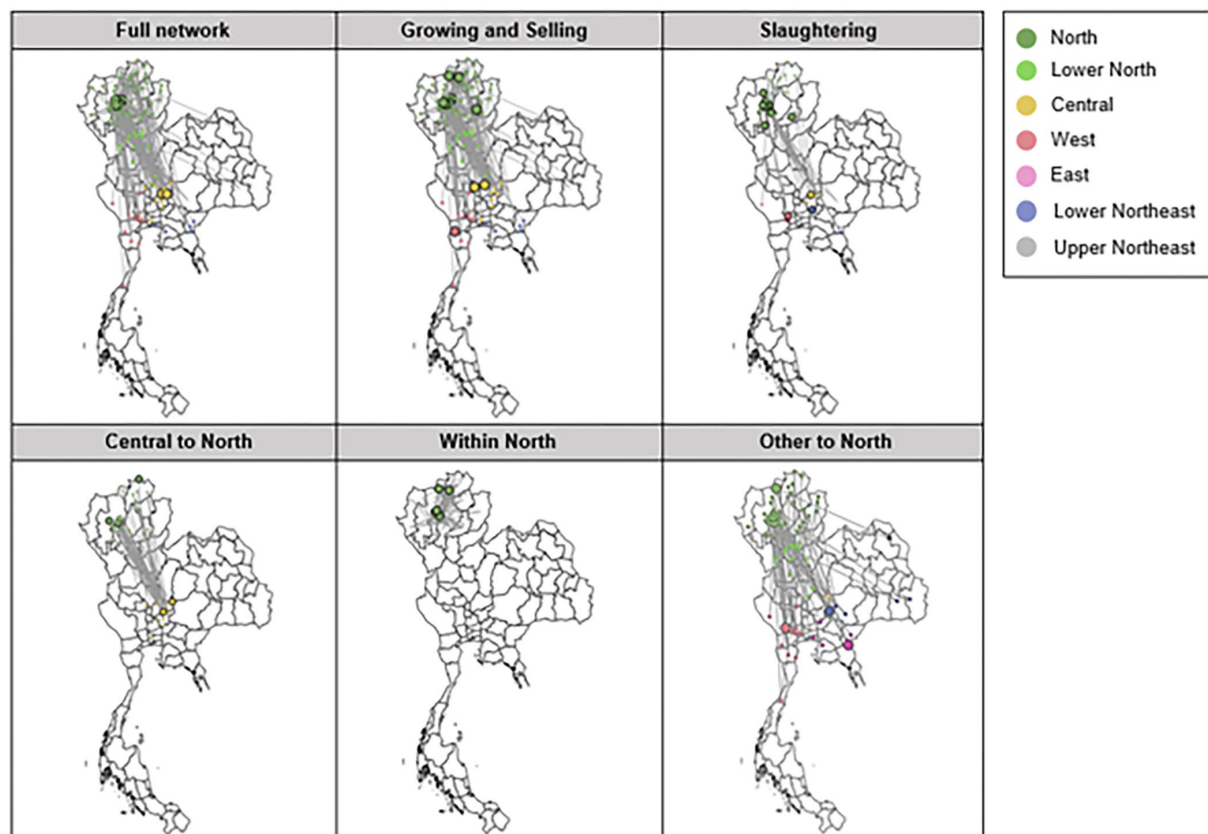 Full network
Growing and Selling
Slaughtering
North
Lower North
Central
West
East
Lower Northeast
Upper Northeast
Central to North
Within North
Other to North